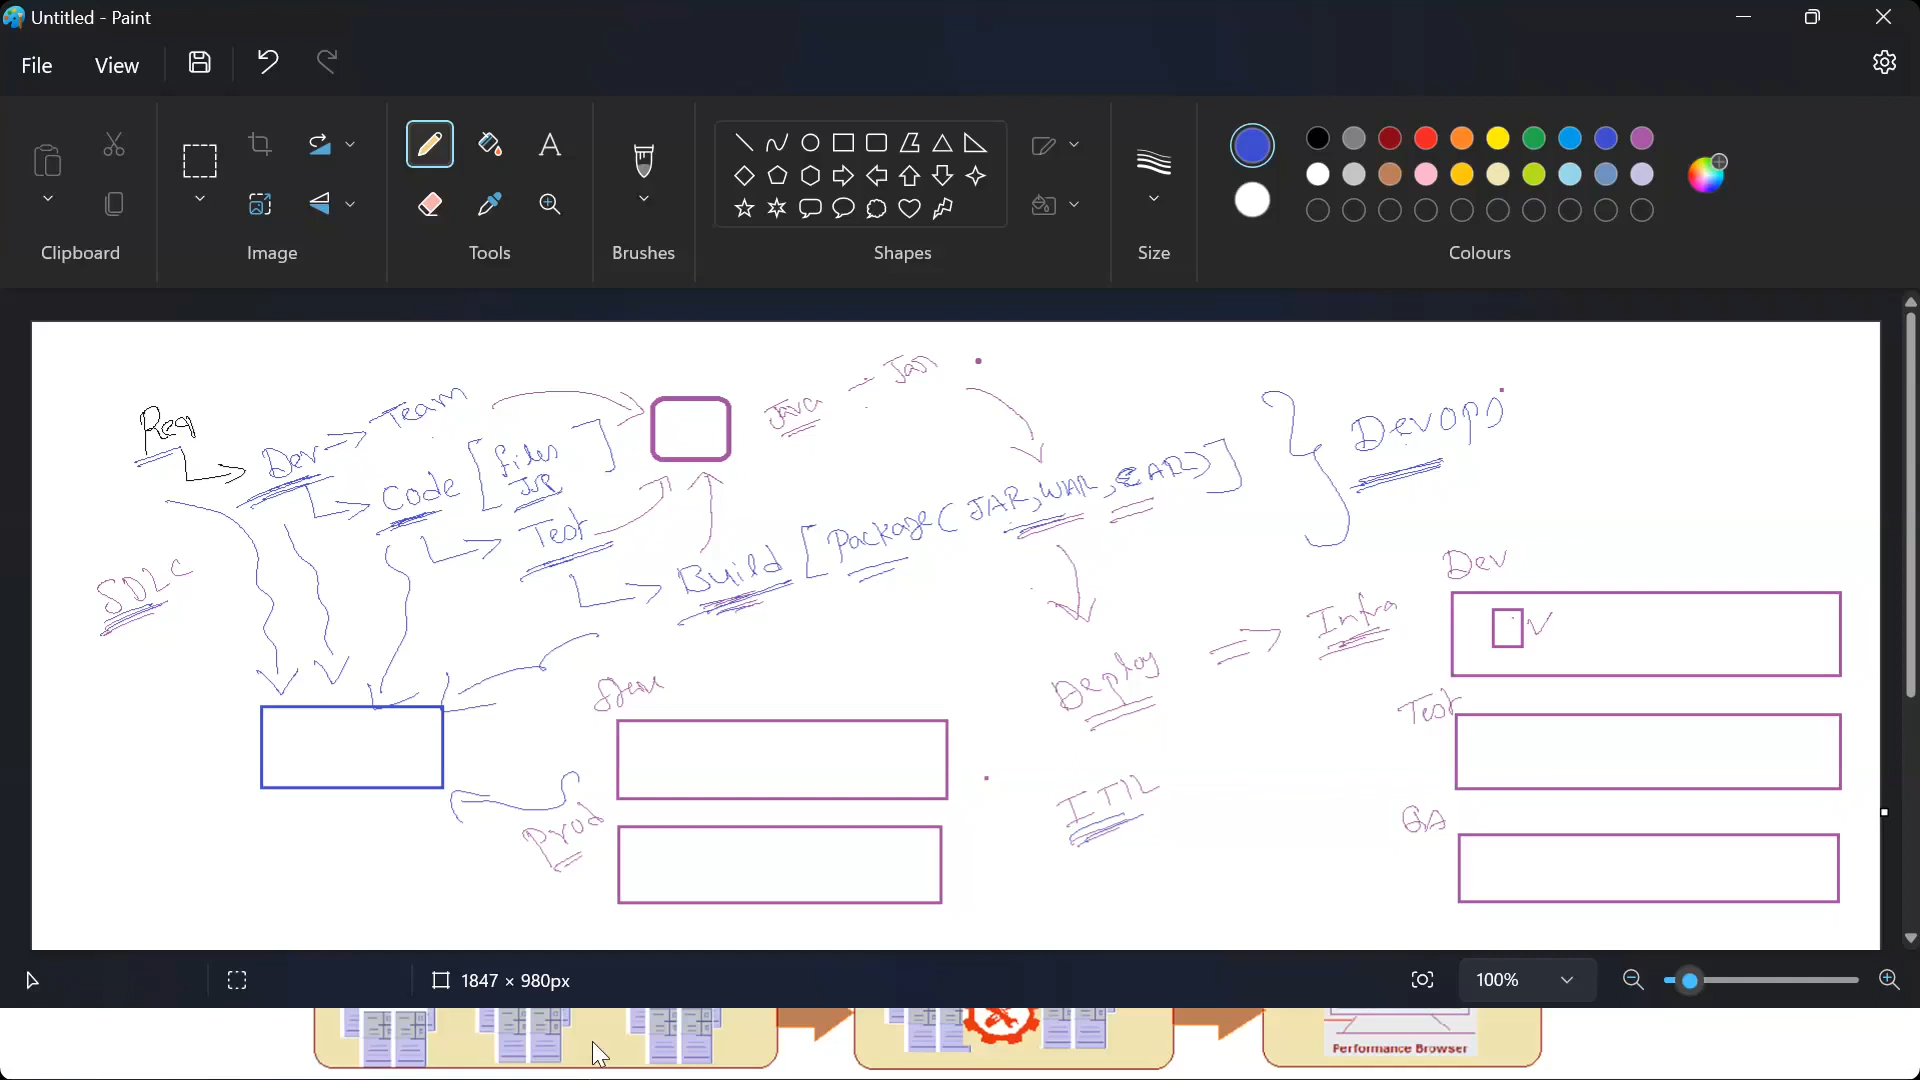 Untitled - Paint
File
View
Clipboard
Image
Tools
Brushes
Shapes
Size
Colours
Req
Dev
Team
Code [files
JSP ]
Test
Build [Package (JAR, WAR, EAR)]
Java
Jar
Devops
SDLC
Deploy
Infra
Dev
Test
QA
Prod
ITIL
1847 × 980px
100%
Performance Browser